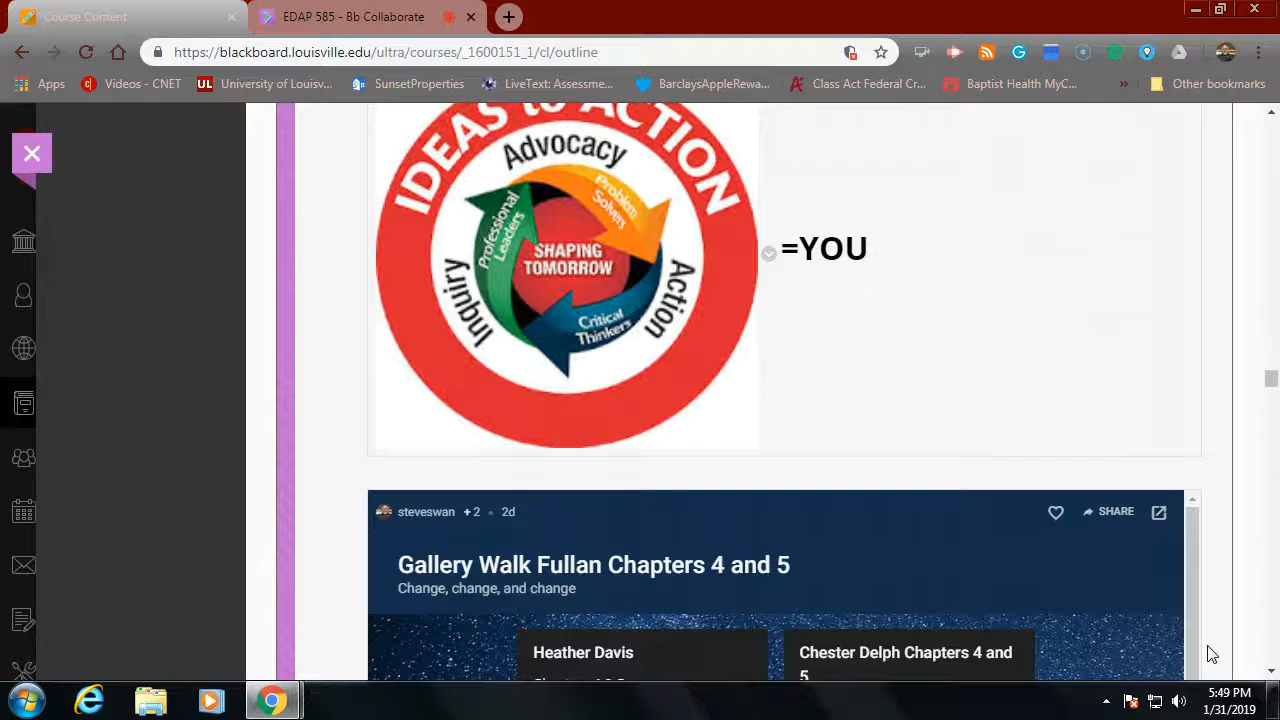 Course Content
EDAP 585 - 8b Collaborate
https://blackboard.louisville.edu/ultra/courses/_1600151_1/cl/outline
Apps
Videos - CNET
UL University of Louisv...
SunsetProperties
LiveText: Assessme...
BarclaysAppleRewa...
Class Act Federal Cr...
Baptist Health MyC...
»
Other bookmarks
IDEAS to ACTION
Advocacy
Problem
Solvers
Professional
Leaders
SHAPING
TOMORROW
=YOU
Inquiry
Action
Critical
Thinkers
steveswan +2 • 2d
SHARE
Gallery Walk Fullan Chapters 4 and 5
Change, change, and change
Heather Davis
Chester Delph Chapters 4 and
5
5:49 PM
1/31/2019